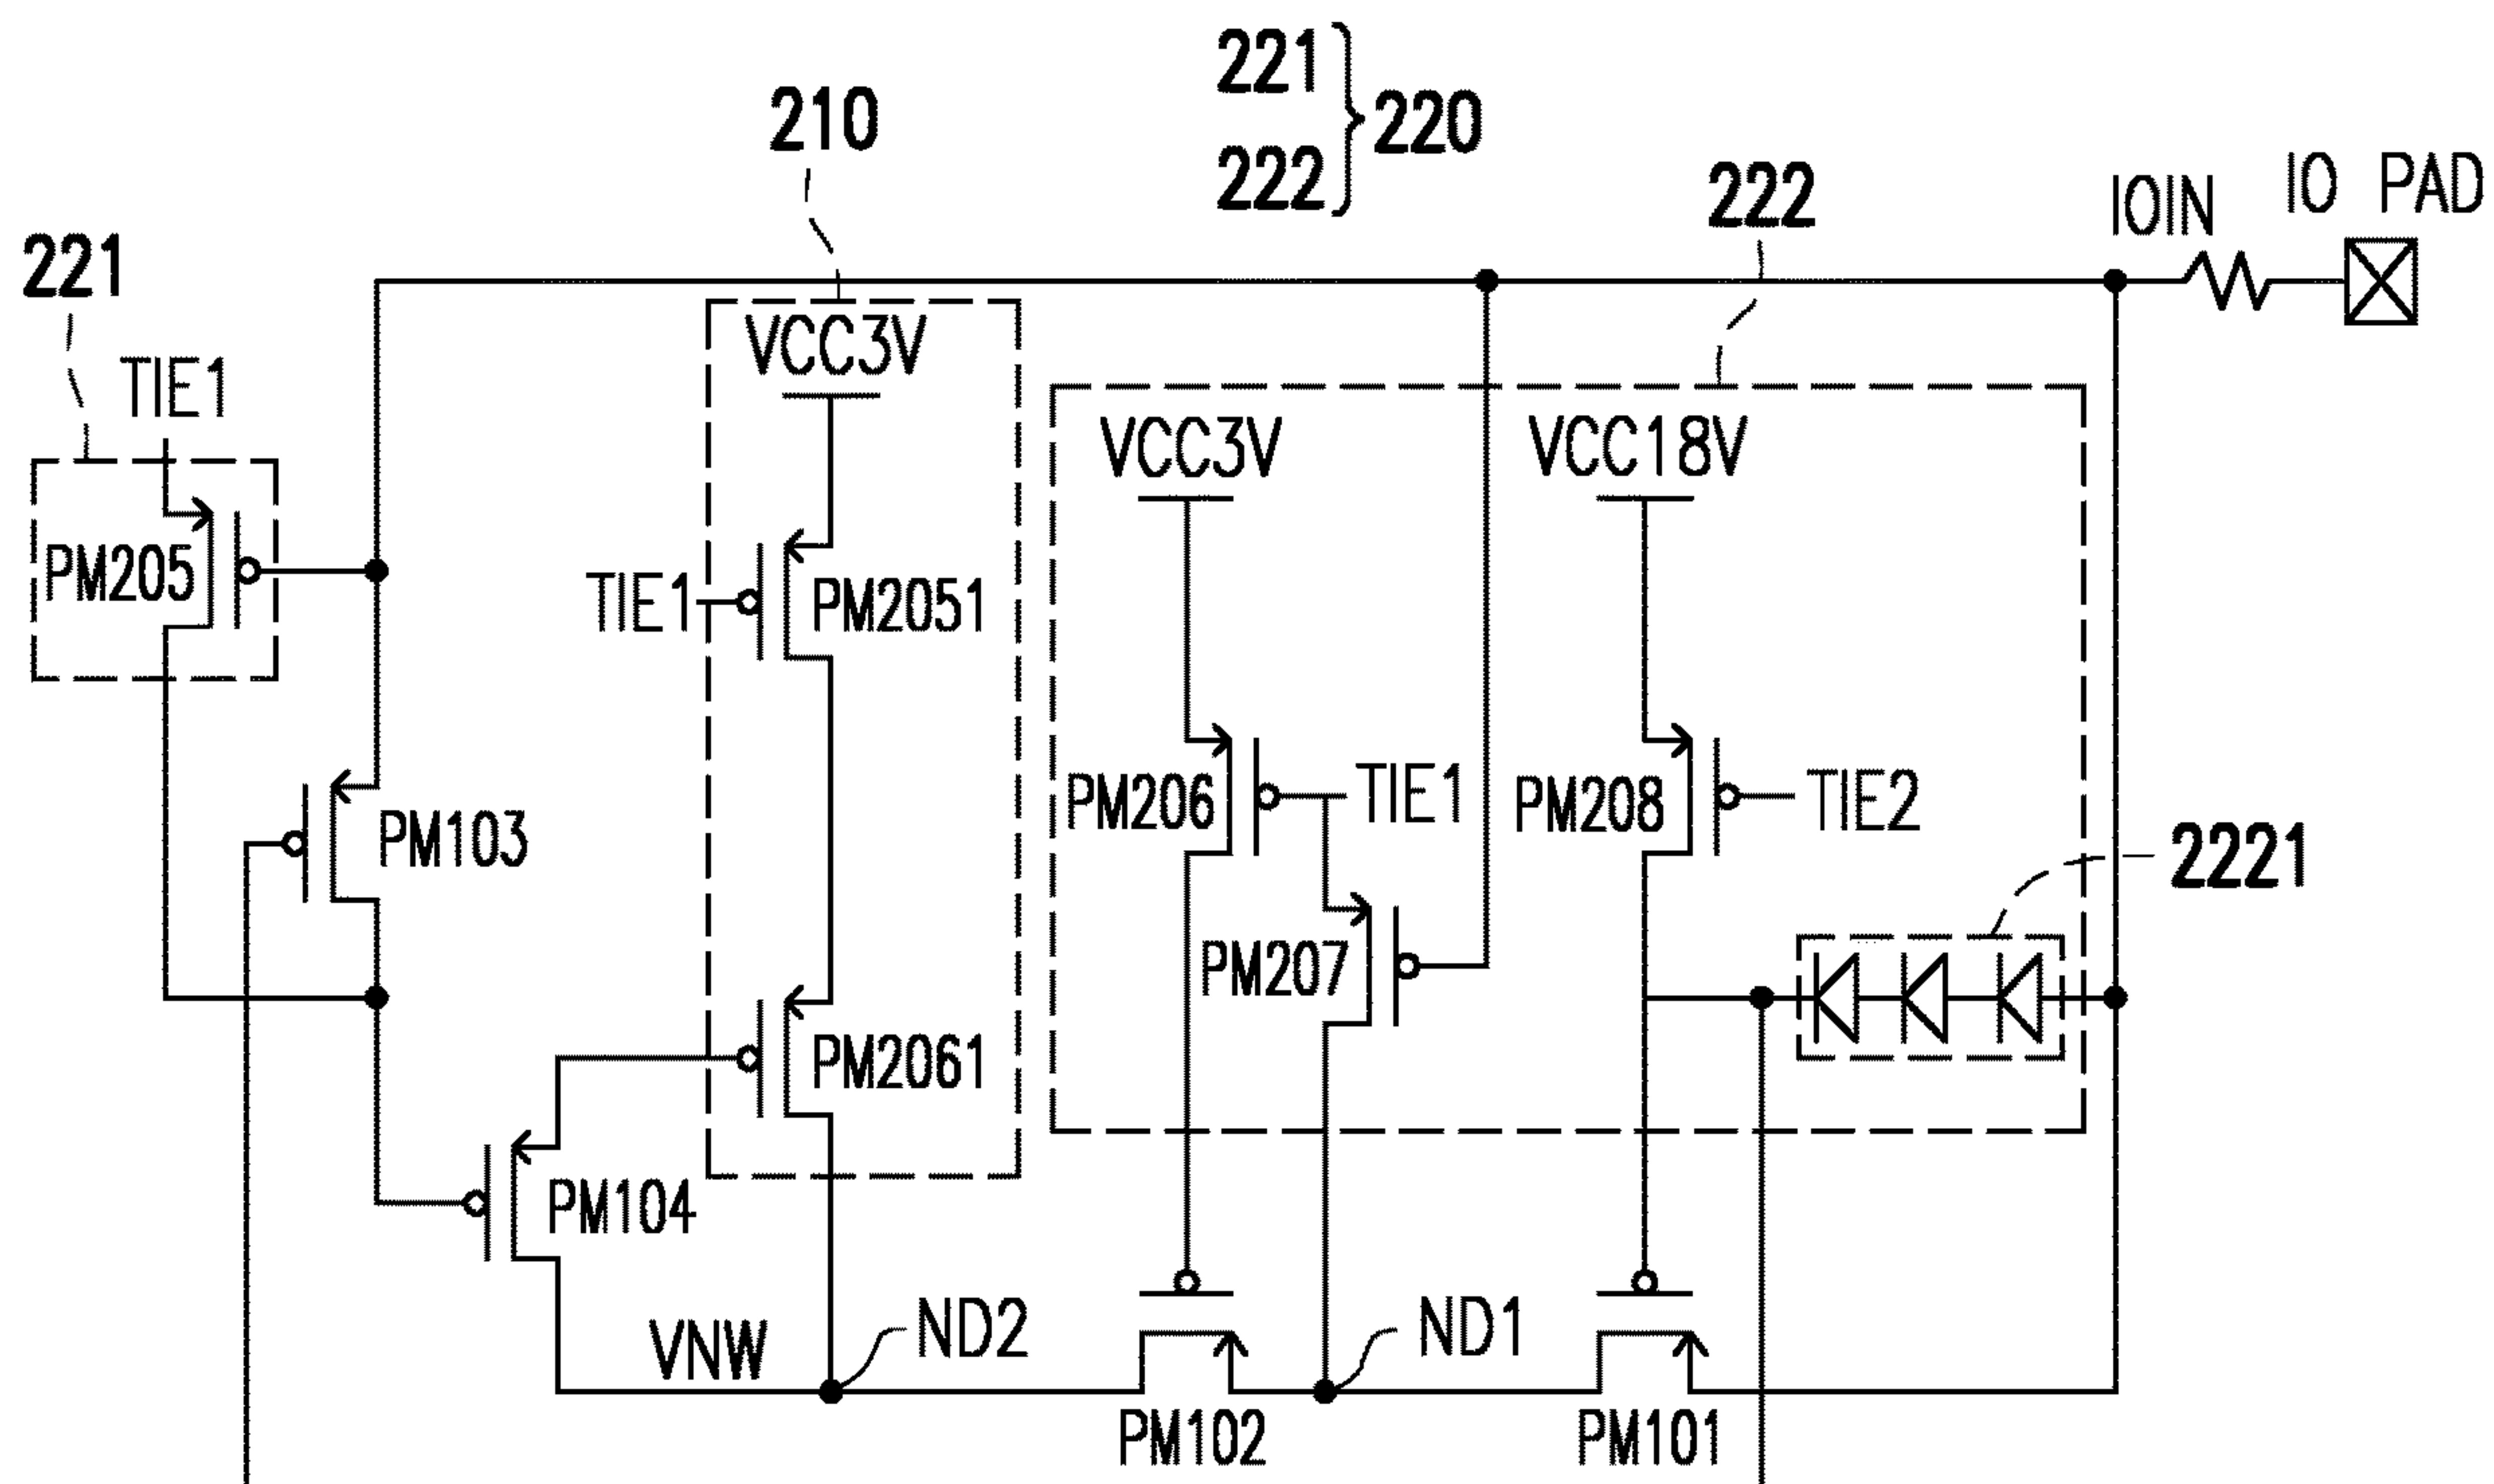 221
222
220
210
222
IOIN
IO PAD
221
TIE1
VCC3V
VCC3V
VCC18V
PM205
TIE1
PM2051
PM206
TIE1
PM208
TIE2
PM103
2221
PM207
PM2061
PM104
VNW
ND2
ND1
PM102
PM101